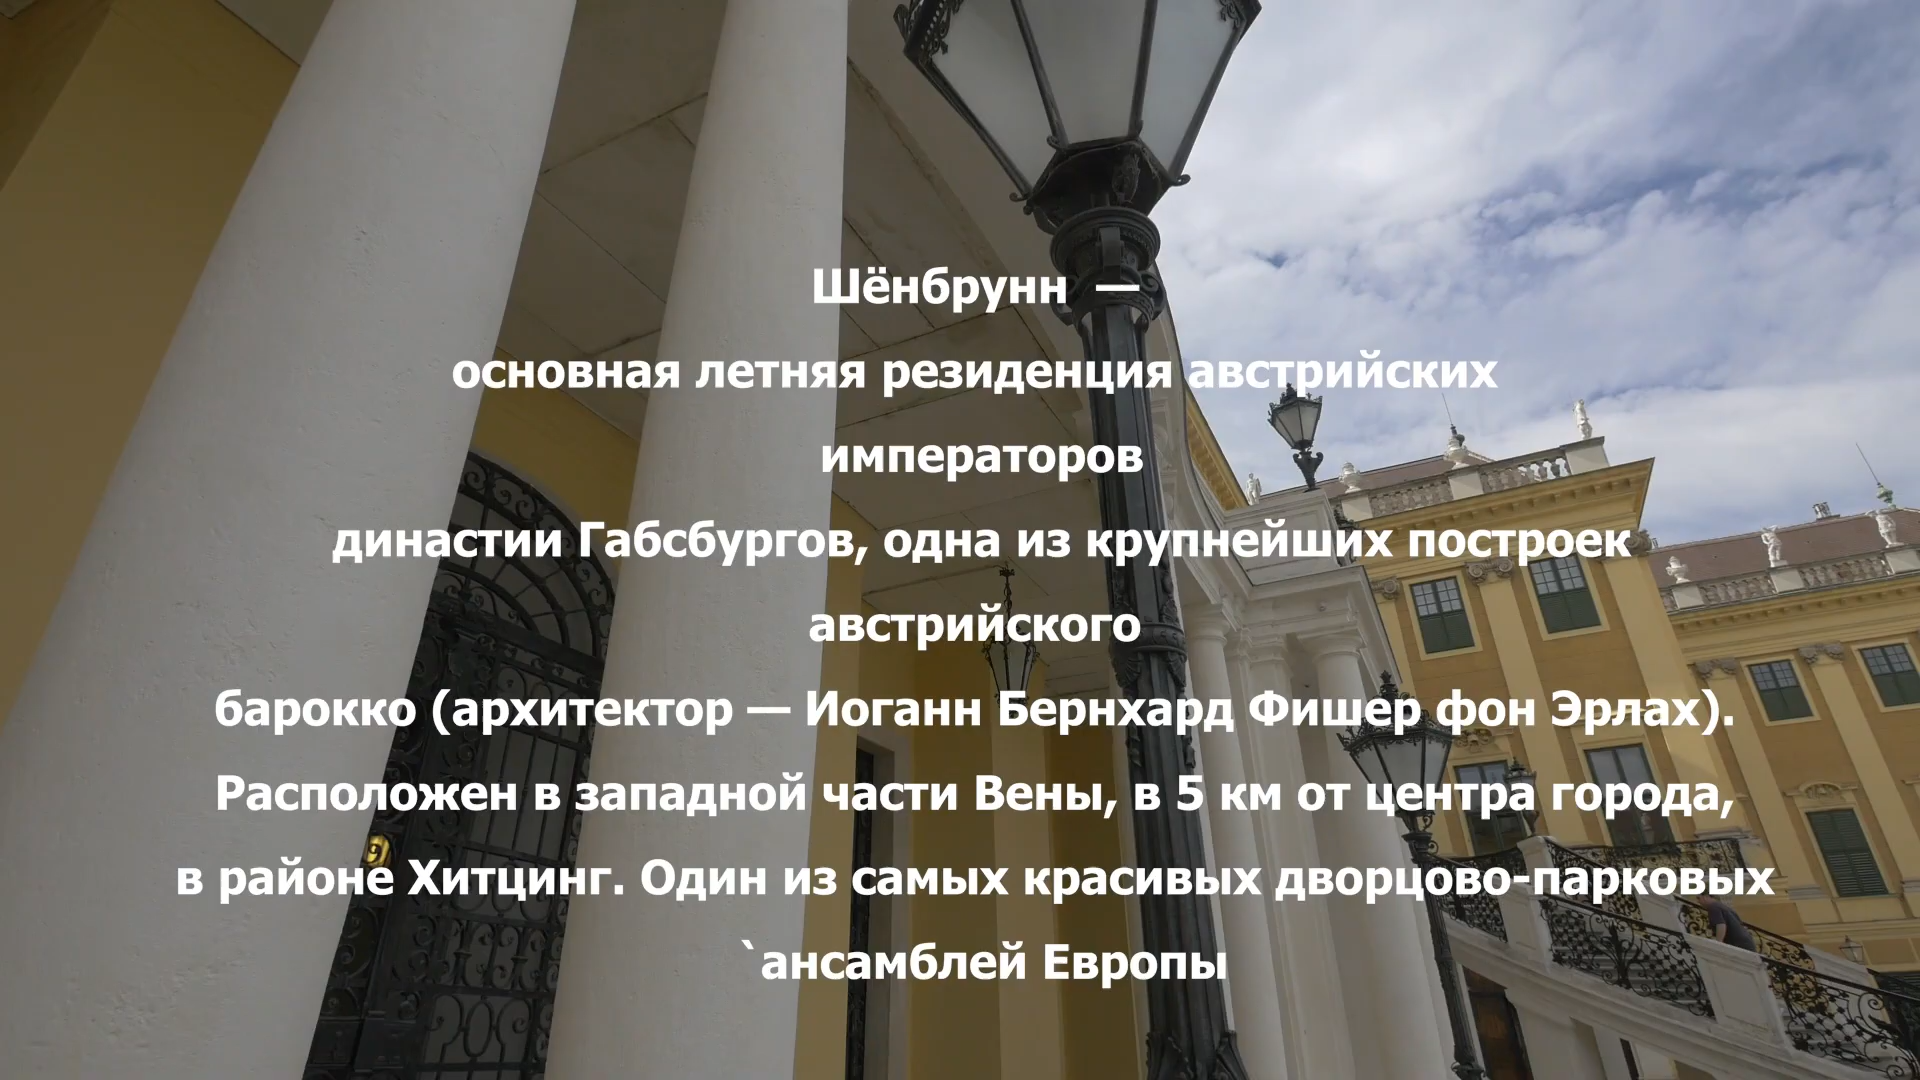 Шёнбрунн —
основная летняя резиденция австрийских
императоров
династии Габсбургов, одна из крупнейших построек
австрийского
барокко (архитектор — Иоганн Бернхард Фишер фон Эрлах).
Расположен в западной части Вены, в 5 км от центра города,
в районе Хитцинг. Один из самых красивых дворцово-парковых
`ансамблей Европы